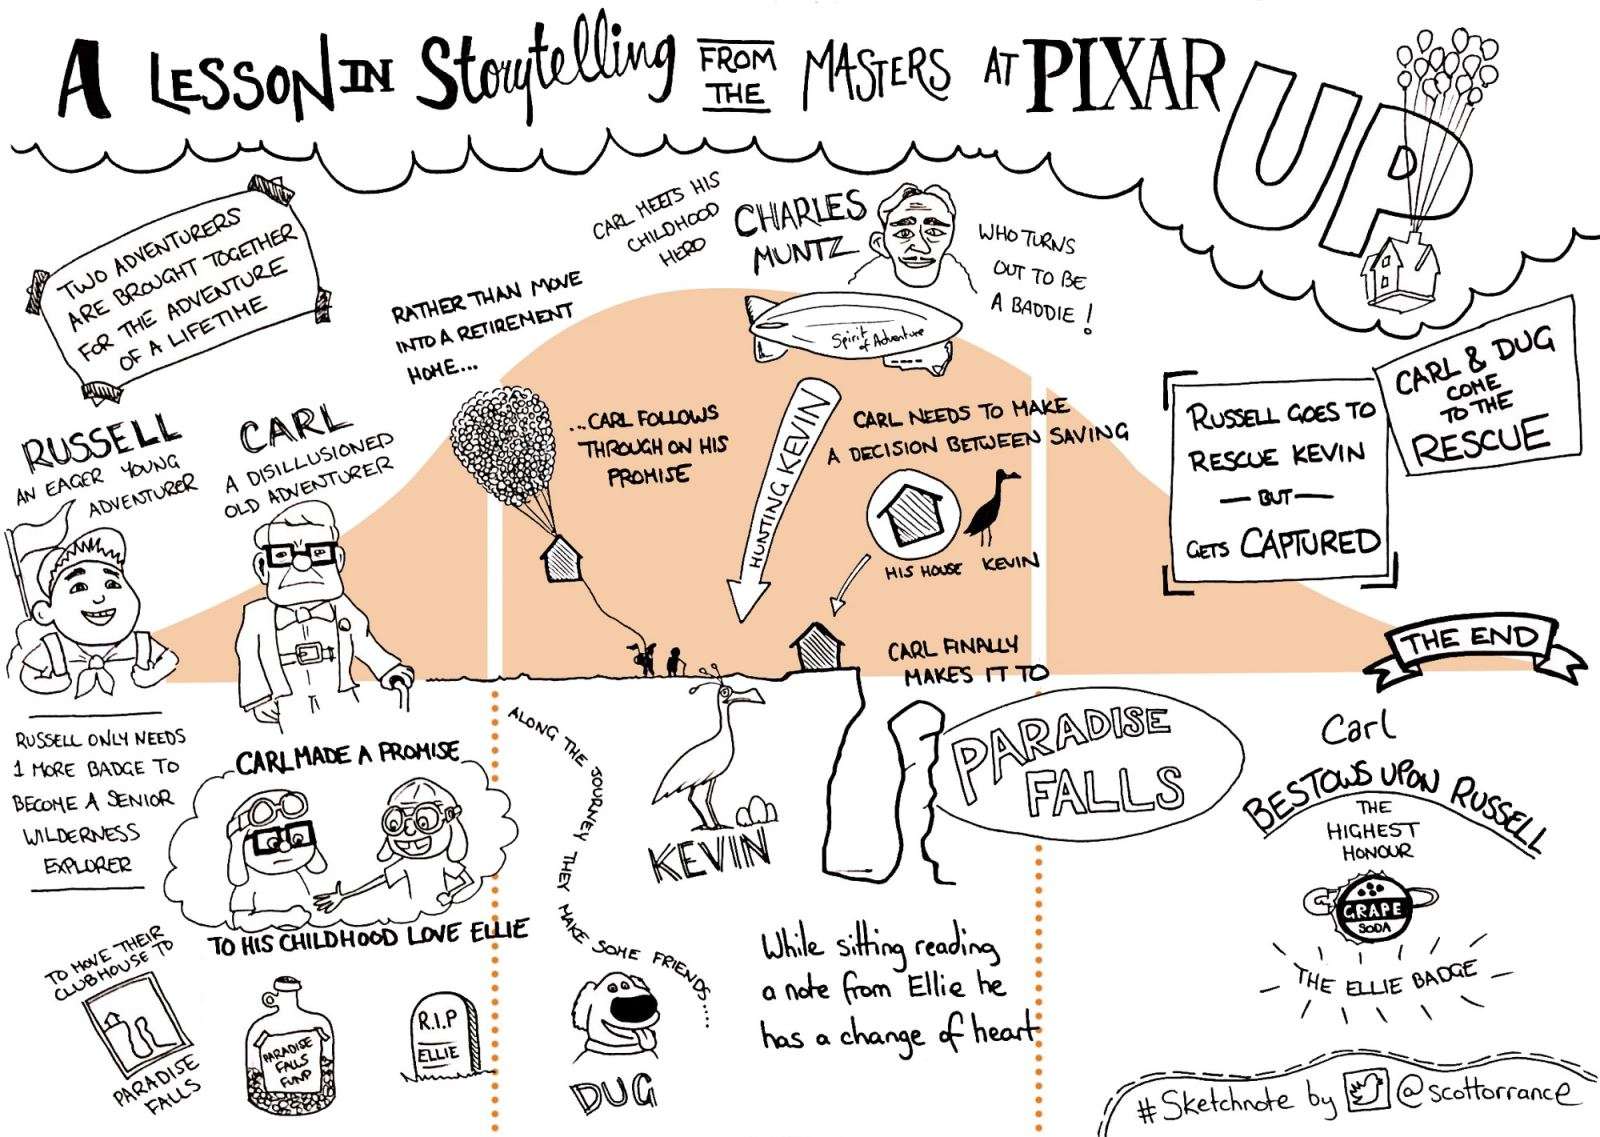 A LESSON IN Storytelling FROM THE MASTERS AT PIXAR
UP
TWO ADVENTURERS
ARE BROUGHT TOGETHER
FOR THE ADVENTURE
OF A LIFETIME
RUSSELL
AN EAGER YOUNG
ADVENTURER
CARL
A DISILLUSIONED
OLD ADVENTURER
RUSSELL ONLY NEEDS
1 MORE BADGE TO
BECOME A SENIOR
WILDERNESS
EXPLORER
CARL MADE A PROMISE
TO HIS CHILDHOOD LOVE ELLIE
TO MOVE THEIR
CLUBHOUSE TO
PARADISE
FALLS
PARADISE
FALLS
FUND
R.I.P
ELLIE
RATHER THAN MOVE
INTO A RETIREMENT
HOME...
...CARL FOLLOWS
THROUGH ON HIS
PROMISE
CARL MEETS HIS
CHILDHOOD
HERO
CHARLES
MUNTZ
WHO TURNS
OUT TO BE
A BADDIE!
Spirit
of Adventure
HUNTING KEVIN
CARL NEEDS TO MAKE
A DECISION BETWEEN SAVING
HIS HOUSE KEVIN
ALONG THE JOURNEY THEY MAKE SOME FRIENDS.....
KEVIN
DUG
CARL FINALLY
MAKES IT TO
PARADISE
FALLS
While sitting reading
a note from Ellie he
has a change of heart
RUSSELL GOES TO
RESCUE KEVIN
— BUT —
GETS CAPTURED
CARL & DUG
COME
TO THE
RESCUE
THE END
Carl
BESTOWS UPON RUSSELL
THE
HIGHEST
HONOUR
GRAPE
SODA
THE ELLIE BADGE
# Sketchnote by @scottorrance